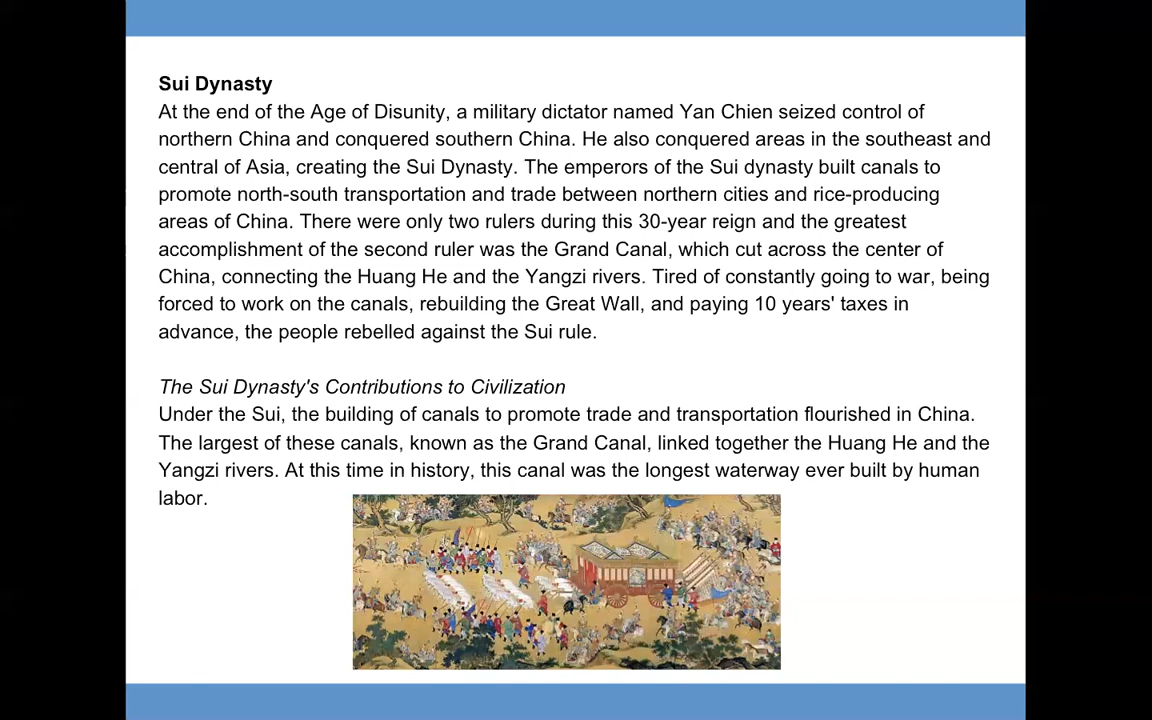 Sui Dynasty
At the end of the Age of Disunity, a military dictator named Yan Chien seized control of
northern China and conquered southern China. He also conquered areas in the southeast and
central of Asia, creating the Sui Dynasty. The emperors of the Sui dynasty built canals to
promote north-south transportation and trade between northern cities and rice-producing
areas of China. There were only two rulers during this 30-year reign and the greatest
accomplishment of the second ruler was the Grand Canal, which cut across the center of
China, connecting the Huang He and the Yangzi rivers. Tired of constantly going to war, being
forced to work on the canals, rebuilding the Great Wall, and paying 10 years' taxes in
advance, the people rebelled against the Sui rule.
The Sui Dynasty's Contributions to Civilization
Under the Sui, the building of canals to promote trade and transportation flourished in China.
The largest of these canals, known as the Grand Canal, linked together the Huang He and the
Yangzi rivers. At this time in history, this canal was the longest waterway ever built by human
labor.